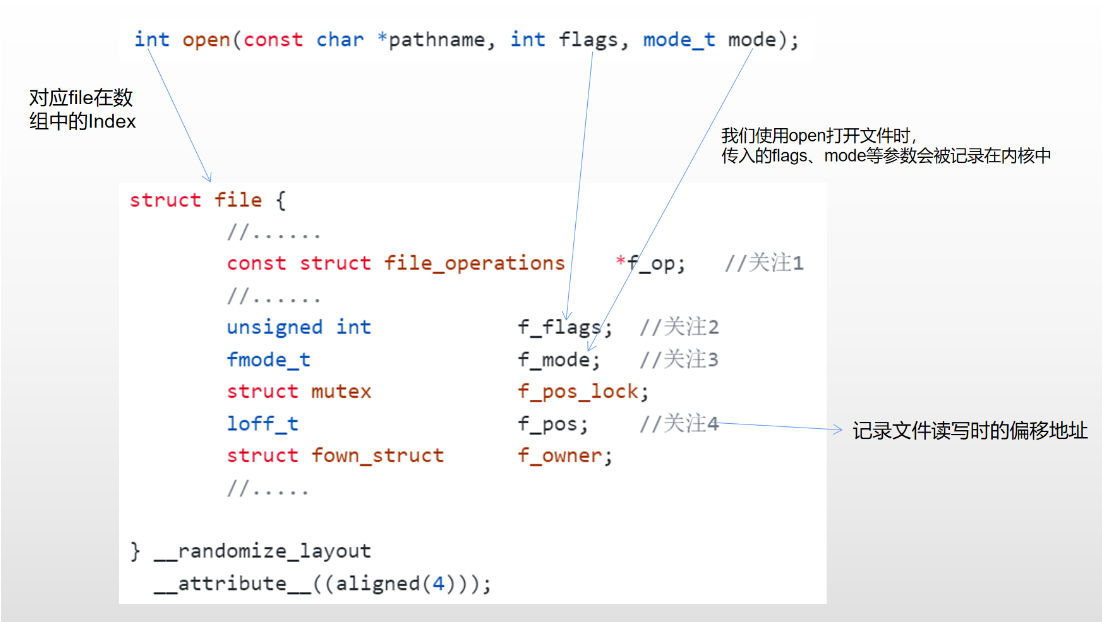 int open(const char *pathname, int flags, mode_t mode);
对应file在数
组中的Index
我们使用open打开文件时，
传入的flags、mode等参数会被记录在内核中
struct file {
//......
const struct file_operations *f_op; //关注1
//......
unsigned int f_flags; //关注2
fmode_t f_mode; //关注3
struct mutex f_pos_lock;
loff_t f_pos; //关注4
记录文件读写时的偏移地址
struct fown_struct f_owner;
//.....
} __randomize_layout
__attribute__((aligned(4)));